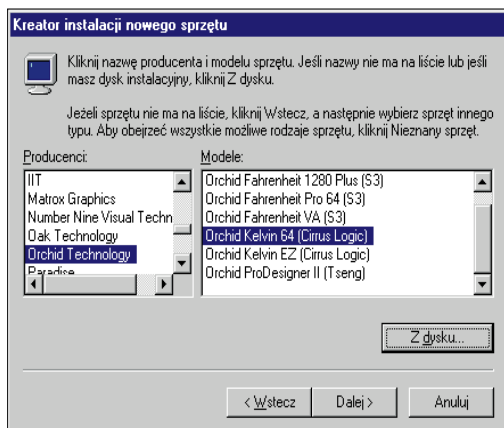 Kreator instalacji nowego sprzętu
Kliknij nazwę producenta i modelu sprzętu. Jeśli nazwy nie ma na liście lub jeśli
masz dysk instalacyjny, kliknij Z dysku.
Jeżeli sprzętu nie ma na liście, kliknij Wstecz, a następnie wybierz sprzęt innego
typu. Aby obejrzeć wszystkie możliwe rodzaje sprzętu, kliknij Nieznany sprzęt.
Producenci:
IIT
Matrox Graphics
Number Nine Visual Techn
Oak Technology
Orchid Technology
Paradise
Modele:
Orchid Fahrenheit 1280 Plus (S3)
Orchid Fahrenheit Pro 64 (S3)
Orchid Fahrenheit VA (S3)
Orchid Kelvin 64 (Cirrus Logic)
Orchid Kelvin EZ (Cirrus Logic)
Orchid ProDesigner II (Tseng)
Z dysku...
< Wstecz
Dalej >
Anuluj